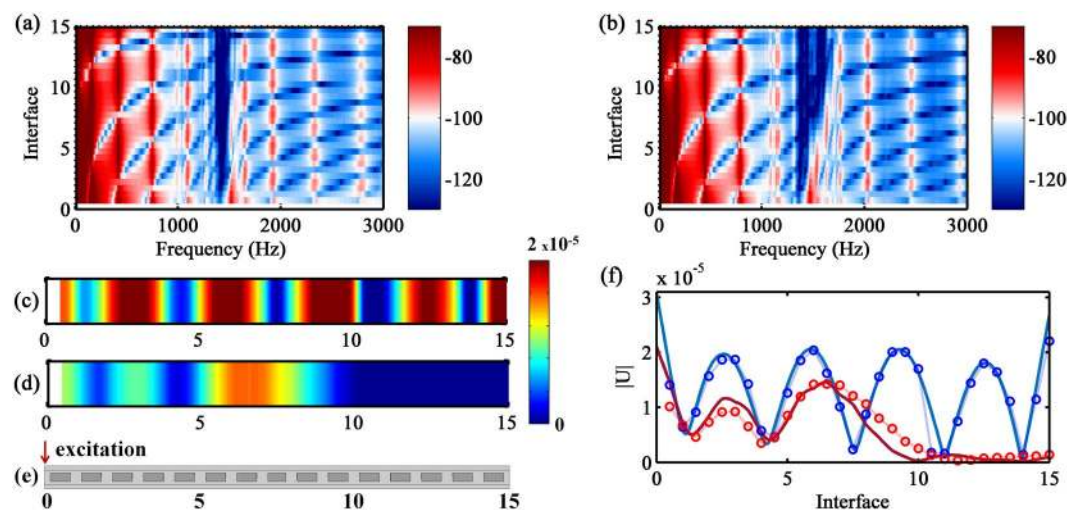 (a)
15
10
5
0
Interface
0 1000 2000 3000
Frequency (Hz)
-80
-100
-120
(b)
15
10
5
0
Interface
0 1000 2000 3000
Frequency (Hz)
-80
-100
-120
(c)
0 5 10 15
(d)
0 5 10 15
2 x10⁻⁵
0
excitation
(e)
0 5 10 15
(f)
x 10⁻⁵
3
2
1
0
|U|
0 5 10 15
Interface